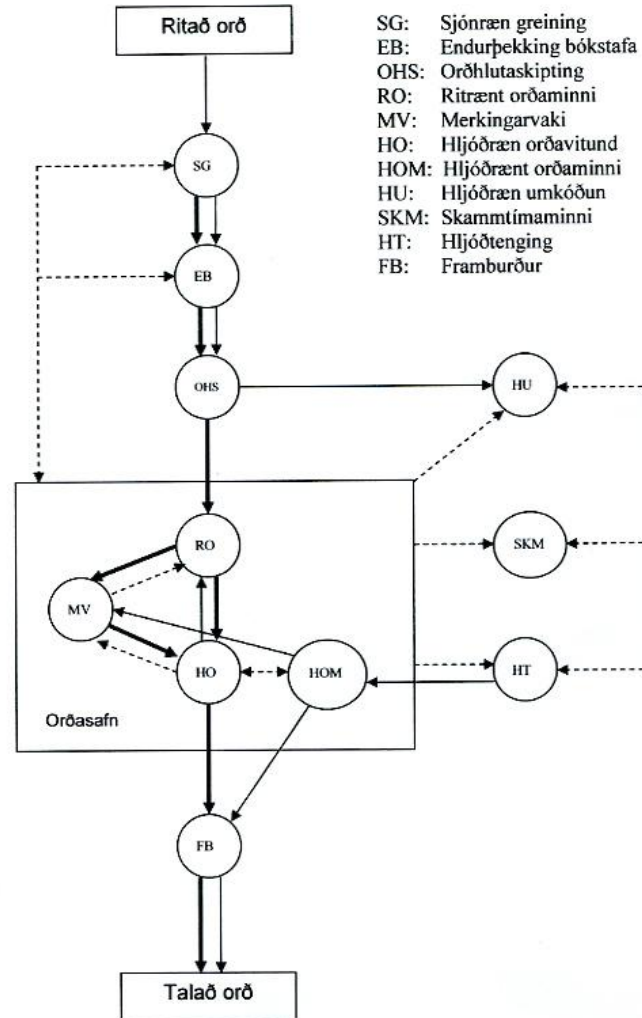 Ritað orð
SG: Sjónræn greining
EB: Endurþekking bókstafa
OHS: Orðhlutaskipting
RO: Ritrænt orðaminni
MV: Merkingarvaki
HO: Hljóðræn orðavitund
HOM: Hljóðrænt orðaminni
HU: Hljóðræn umkóðun
SKM: Skammtímaminni
HT: Hljóðtenging
FB: Framburður
SG
EB
OHS
HU
RO
SKM
MV
HO
HOM
HT
Orðasafn
FB
Talað orð